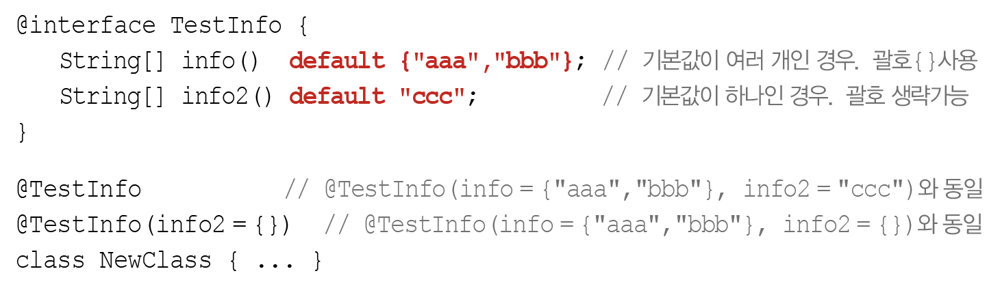 @interface TestInfo {
String[] info() default {"aaa","bbb"}; // 기본값이 여러 개인 경우. 괄호{}사용
String[] info2() default "ccc"; // 기본값이 하나인 경우. 괄호 생략가능
}
@TestInfo // @TestInfo(info={"aaa","bbb"}, info2="ccc")와 동일
@TestInfo(info2={}) // @TestInfo(info={"aaa","bbb"}, info2={})와 동일
class NewClass { ... }